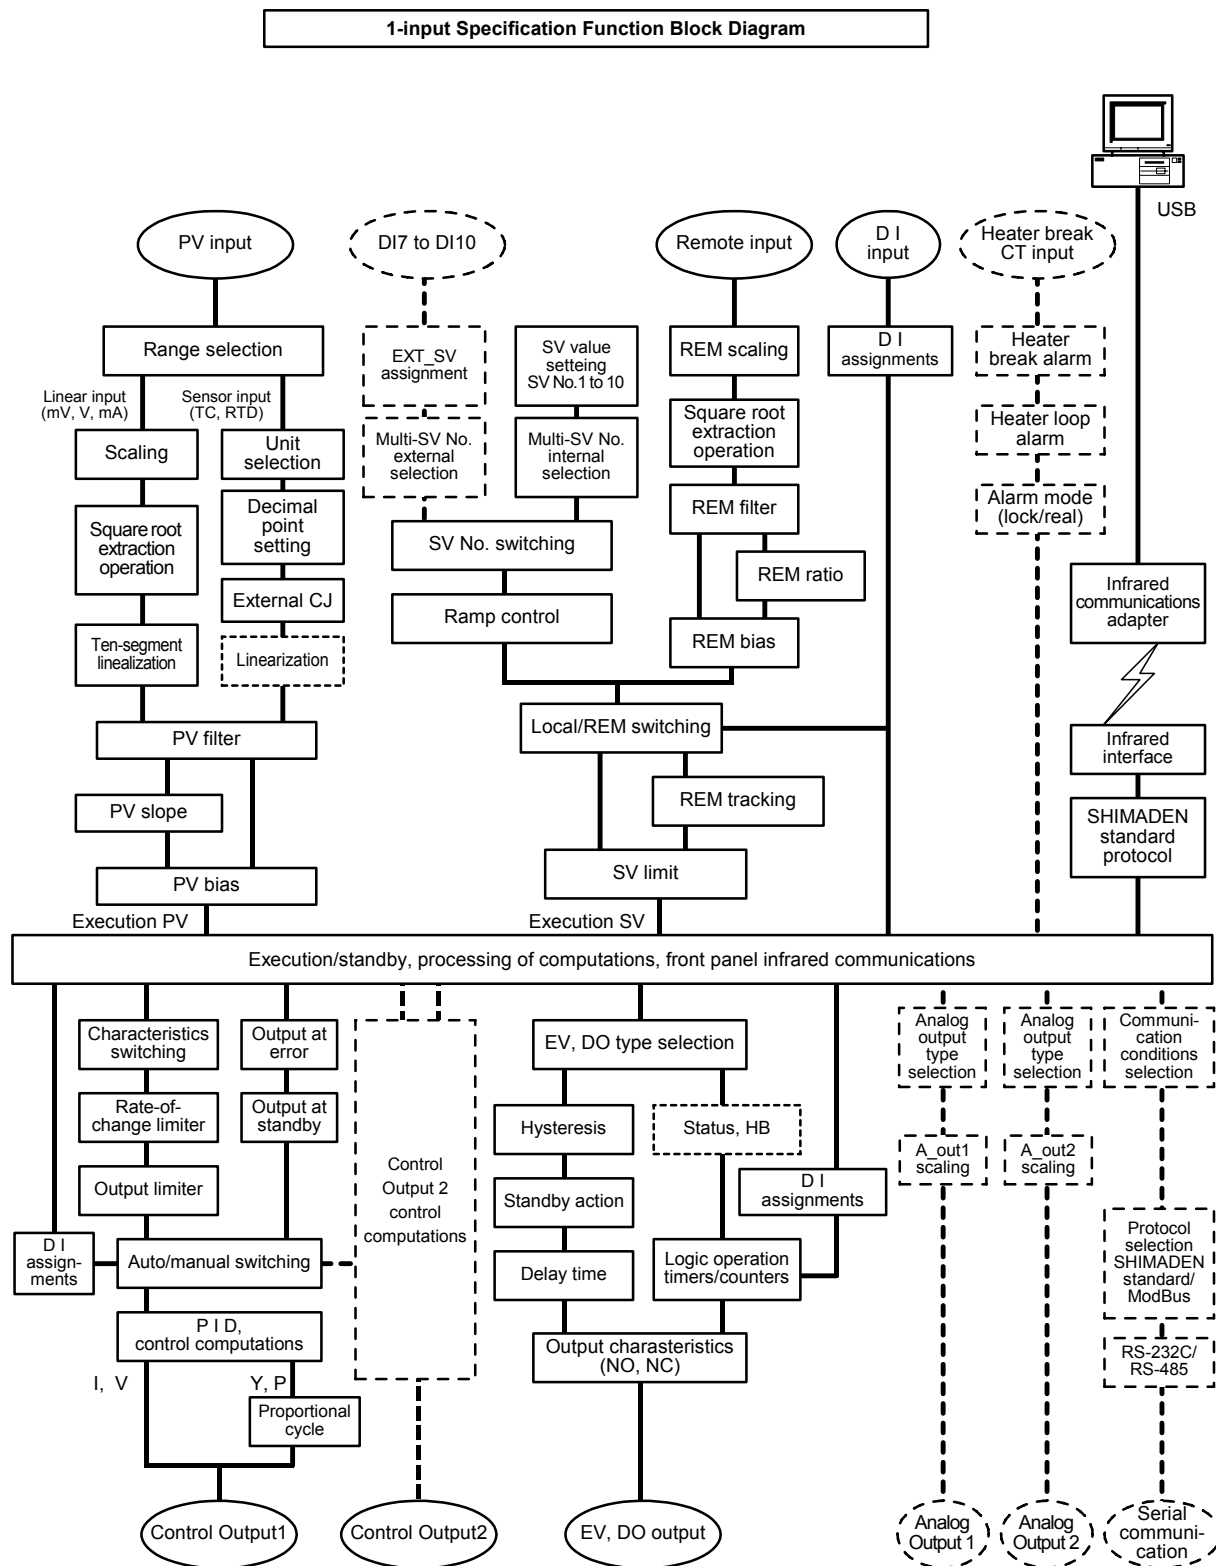 1-input Specification Function Block Diagram
USB
PV input
DI7 to DI10
Remote input
D I
input
Heater break
CT input
Range selection
EXT_SV
assignment
SV value
setteing
SV No.1 to 10
REM scaling
D I
assignments
Heater
break alarm
Linear input
(mV, V, mA)
Sensor input
(TC, RTD)
Scaling
Unit
selection
Multi-SV No.
external
selection
Multi-SV No.
internal
selection
Square root
extraction
operation
Heater loop
alarm
Square root
extraction
operation
Decimal
point
setting
SV No. switching
REM filter
Alarm mode
(lock/real)
REM ratio
External CJ
Ramp control
Infrared
communications
adapter
Ten-segment
linealization
Linearization
REM bias
PV filter
Local/REM switching
Infrared
interface
PV slope
REM tracking
SHIMADEN
standard
protocol
PV bias
SV limit
Execution PV
Execution SV
Execution/standby, processing of computations, front panel infrared communications
Characteristics
switching
Output at
error
EV, DO type selection
Analog
output
type
selection
Analog
output
type
selection
Communi-
cation
conditions
selection
Rate-of-
change limiter
Output at
standby
Hysteresis
Status, HB
A_out1
scaling
A_out2
scaling
Output limiter
Control
Output 2
control
computations
Standby action
D I
assignments
D I
assign-
ments
Auto/manual switching
Delay time
Logic operation
timers/counters
Protocol
selection
SHIMADEN
standard/
ModBus
P I D,
control computations
Output charasteristics
(NO, NC)
RS-232C/
RS-485
I, V
Y, P
Proportional
cycle
Control Output1
Control Output2
EV, DO output
Analog
Output 1
Analog
Output 2
Serial
communi-
cation